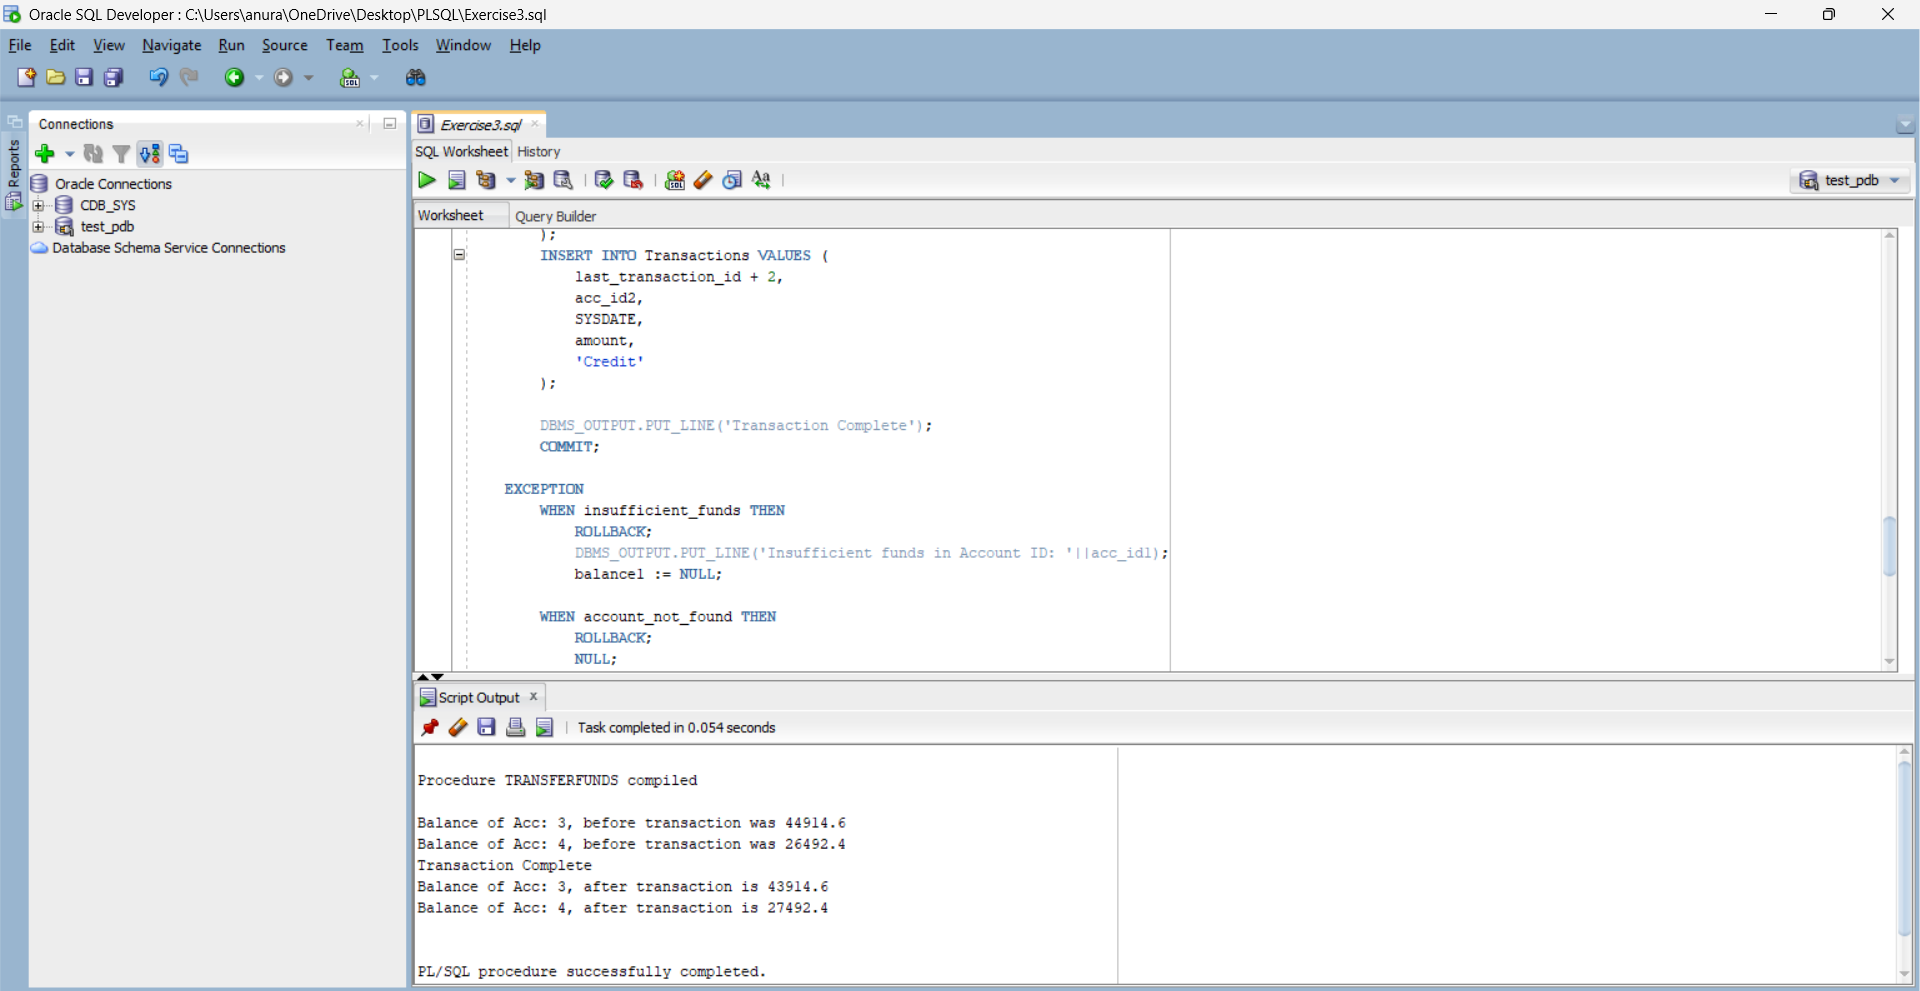 Oracle SQL Developer : C:\Users\anura\OneDrive\Desktop\PLSQL\Exercise3.sql
File Edit View Navigate Run Source Team Tools Window Help
Reports
Connections
Oracle Connections
CDB_SYS
test_pdb
Database Schema Service Connections
Exercise3.sql
SQL Worksheet History
test_pdb
Worksheet Query Builder
);
INSERT INTO Transactions VALUES (
last_transaction_id + 2,
acc_id2,
SYSDATE,
amount,
'Credit'
);
DBMS_OUTPUT.PUT_LINE('Transaction Complete');
COMMIT;
EXCEPTION
WHEN insufficient_funds THEN
ROLLBACK;
DBMS_OUTPUT.PUT_LINE('Insufficient funds in Account ID: '||acc_id1);
balance1 := NULL;
WHEN account_not_found THEN
ROLLBACK;
NULL;
Script Output
Task completed in 0.054 seconds
Procedure TRANSFERFUNDS compiled
Balance of Acc: 3, before transaction was 44914.6
Balance of Acc: 4, before transaction was 26492.4
Transaction Complete
Balance of Acc: 3, after transaction is 43914.6
Balance of Acc: 4, after transaction is 27492.4
PL/SQL procedure successfully completed.